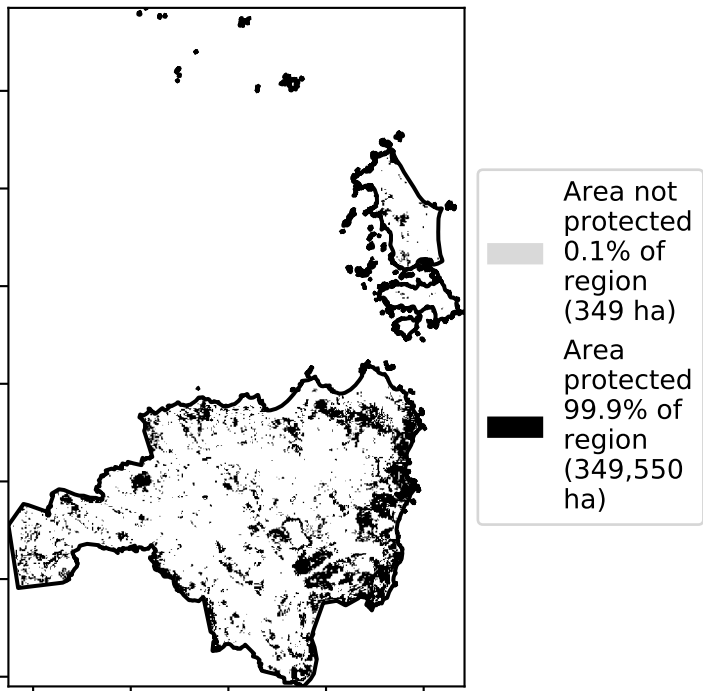 Area not
protected
0.1% of
region
(349 ha)
Area
protected
99.9% of
region
(349,550
ha)